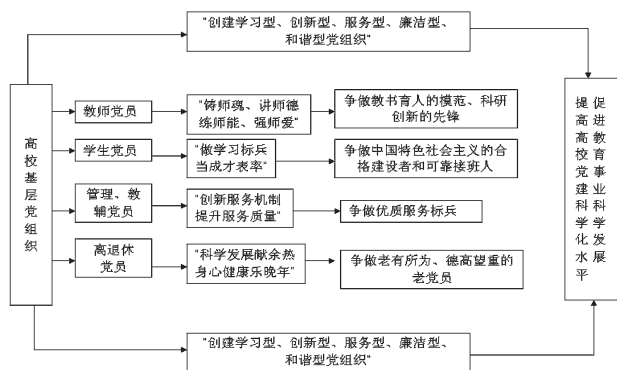 "创建学习型、创新型、服务型、廉洁型、
和谐型党组织"
高校基层党组织
教师党员
"铸师魂、讲师德
练师能、强师爱"
争做教书育人的模范、科研
创新的先锋
学生党员
"做学习标兵
当成才表率"
争做中国特色社会主义的合
格建设者和可靠接班人
管理、教
辅党员
"创新服务机制
提升服务质量"
争做优质服务标兵
离退休
党员
"科学发展献余热
身心健康乐晚年"
争做老有所为、德高望重的
老党员
"创建学习型、创新型、服务型、廉洁型、
和谐型党组织"
促进教育事业科学发展
提高高校党建科学化水平